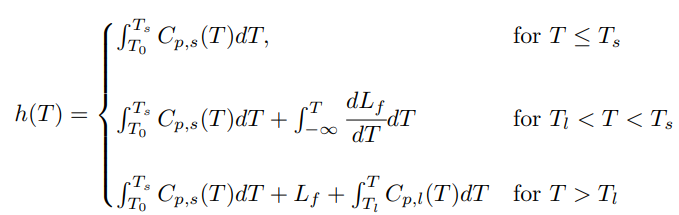 ∫_{T_0}^{T_s} C_{p,s}(T)dT, for T ≤ T_s
h(T) = { ∫_{T_0}^{T_s} C_{p,s}(T)dT + ∫_{-∞}^{T} \frac{dL_f}{dT} dT for T_l < T < T_s
∫_{T_0}^{T_s} C_{p,s}(T)dT + L_f + ∫_{T_l}^{T} C_{p,l}(T)dT for T > T_l